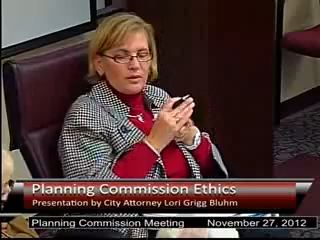 Planning Commission Ethics
Presentation by City Attorney Lori Grigg Bluhm
Planning Commission Meeting November 27, 2012